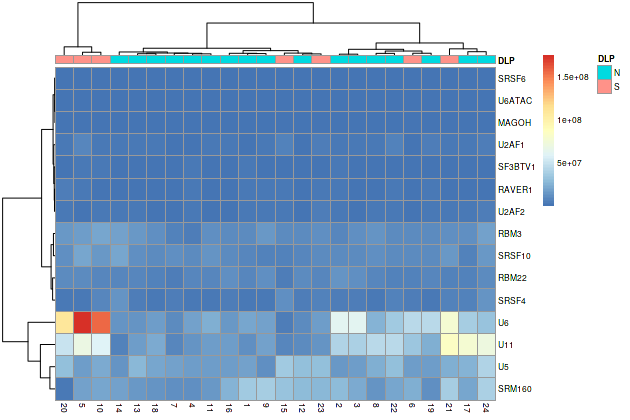 DLP
DLP
N
S
1.5e+08
1e+08
5e+07
SRSF6
U6ATAC
MAGOH
U2AF1
SF3BTV1
RAVER1
U2AF2
RBM3
SRSF10
RBM22
SRSF4
U6
U11
U5
SRM160
20 5 10 14 13 18 7 4 11 16 1 9 15 12 23 2 3 8 22 6 19 21 17 24